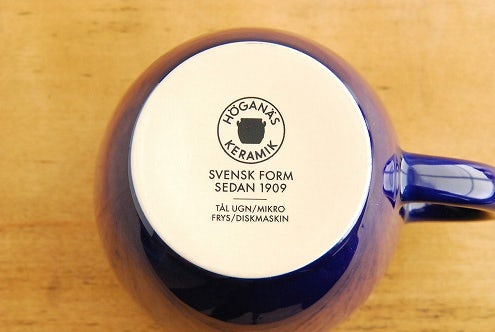 HÖGANÄS
KERAMIK
SVENSK FORM
SEDAN 1909
TÅL UGN/MIKRO
FRYS/DISKMASKIN